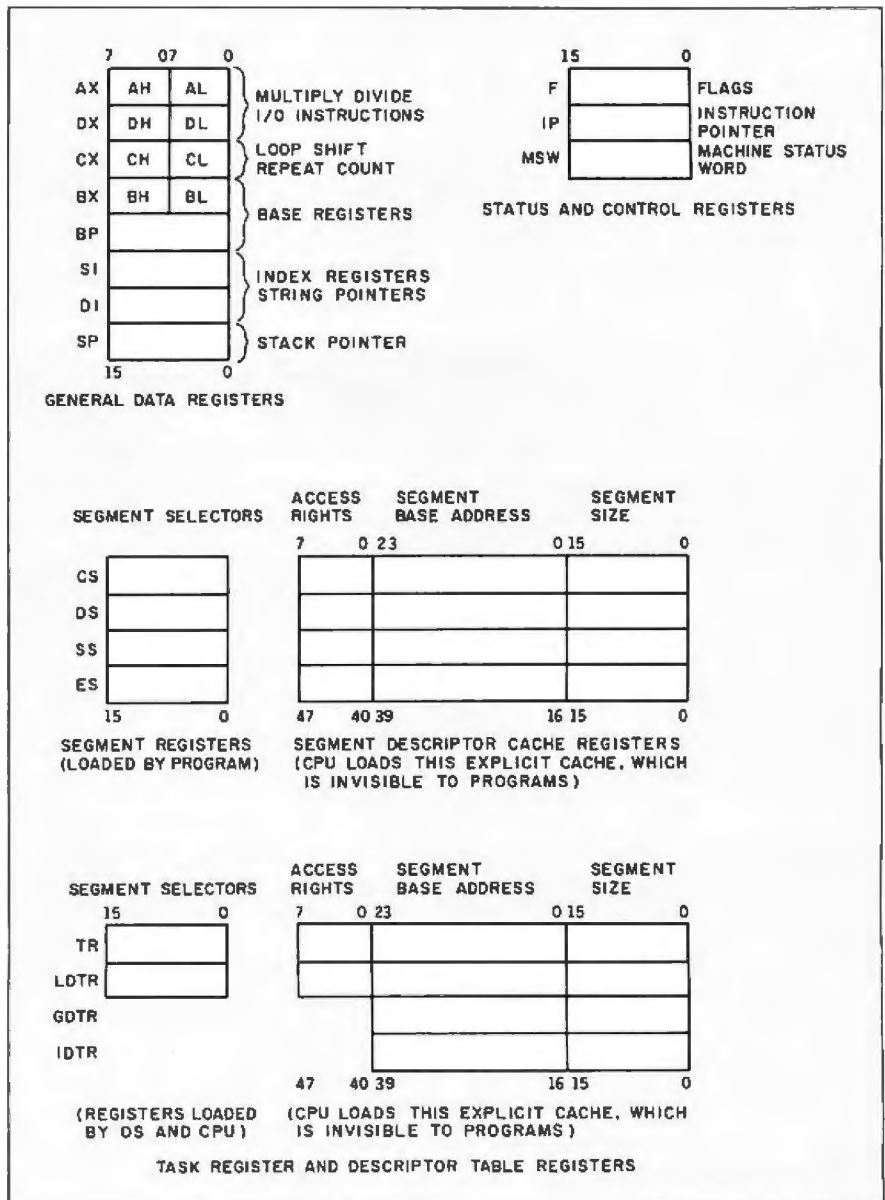 7 07 0
AX AH AL
DX DH DL
MULTIPLY DIVIDE
I/O INSTRUCTIONS
CX CH CL
LOOP SHIFT
REPEAT COUNT
BX BH BL
BP
BASE REGISTERS
SI
DI
INDEX REGISTERS
STRING POINTERS
SP
STACK POINTER
15 0
GENERAL DATA REGISTERS
15 0
F FLAGS
IP INSTRUCTION
POINTER
MSW MACHINE STATUS
WORD
STATUS AND CONTROL REGISTERS
SEGMENT SELECTORS
ACCESS
RIGHTS
SEGMENT
BASE ADDRESS
SEGMENT
SIZE
7 0 23 0 15 0
CS
DS
SS
ES
15 0
47 40 39 16 15 0
SEGMENT REGISTERS
(LOADED BY PROGRAM)
SEGMENT DESCRIPTOR CACHE REGISTERS
(CPU LOADS THIS EXPLICIT CACHE, WHICH
IS INVISIBLE TO PROGRAMS)
SEGMENT SELECTORS
ACCESS
RIGHTS
SEGMENT
BASE ADDRESS
SEGMENT
SIZE
15 0
7 0 23 0 15 0
TR
LDTR
GDTR
IDTR
47 40 39 16 15 0
(REGISTERS LOADED
BY OS AND CPU)
(CPU LOADS THIS EXPLICIT CACHE, WHICH
IS INVISIBLE TO PROGRAMS)
TASK REGISTER AND DESCRIPTOR TABLE REGISTERS